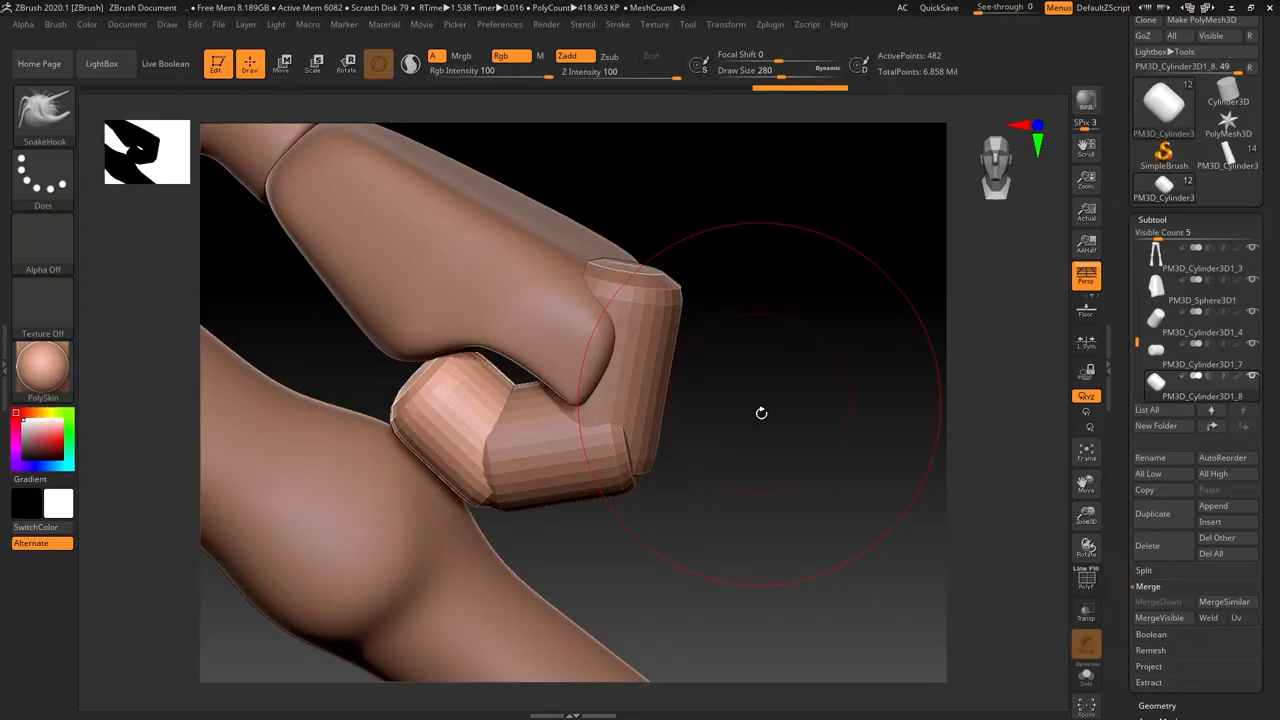 ZBrush 2020.1 [ZBrush]   ZBrush Document   • Free Mem 8.189GB • Active Mem 6082 • Scratch Disk 79 • RTime▶1.538 Timer▶0.016 • PolyCount▶418.963 KP • MeshCount▶6
AC QuickSave See-through 0 Menus DefaultZScript
Alpha Brush Color Document Draw Edit File Layer Light Macro Marker Material Movie Picker Preferences Render Stencil Stroke Texture Tool Transform Zplugin Zscript Help
Home Page
LightBox
Live Boolean
Edit
Draw
Move
Scale
Rotate
A Mrgb
Rgb M
Zadd Zsub Zcut
Rgb Intensity 100
Z Intensity 100
S
Focal Shift 0
Draw Size 280
Dynamic
D
ActivePoints: 482
TotalPoints: 6.858 Mil
SnakeHook
Dots
Alpha Off
Texture Off
PolySkin
Gradient
SwitchColor
Alternate
BPR
SPix 3
Scroll
Zoom
Actual
AAHalf
Persp
Floor
L.Sym
XYZ
Frame
Move
Zoom3D
Rotate
Line Fill
PolyF
Transp
Dynamic
Solo
Xpose
Clone Make PolyMesh3D
GoZ All Visible R
Lightbox▶Tools
PM3D_Cylinder3D1_8. 49 R
12
PM3D_Cylinder3
Cylinder3D
PolyMesh3D
SimpleBrush
14
PM3D_Cylinder3
12
PM3D_Cylinder3
Subtool
Visible Count 5
PM3D_Cylinder3D1_3
PM3D_Sphere3D1
PM3D_Cylinder3D1_4
PM3D_Cylinder3D1_7
PM3D_Cylinder3D1_8
List All
New Folder
Rename AutoReorder
All Low All High
Copy Paste
Duplicate Append
Insert
Delete Del Other
Del All
Split
Merge
MergeDown MergeSimilar
MergeVisible Weld Uv
Boolean
Remesh
Project
Extract
Geometry